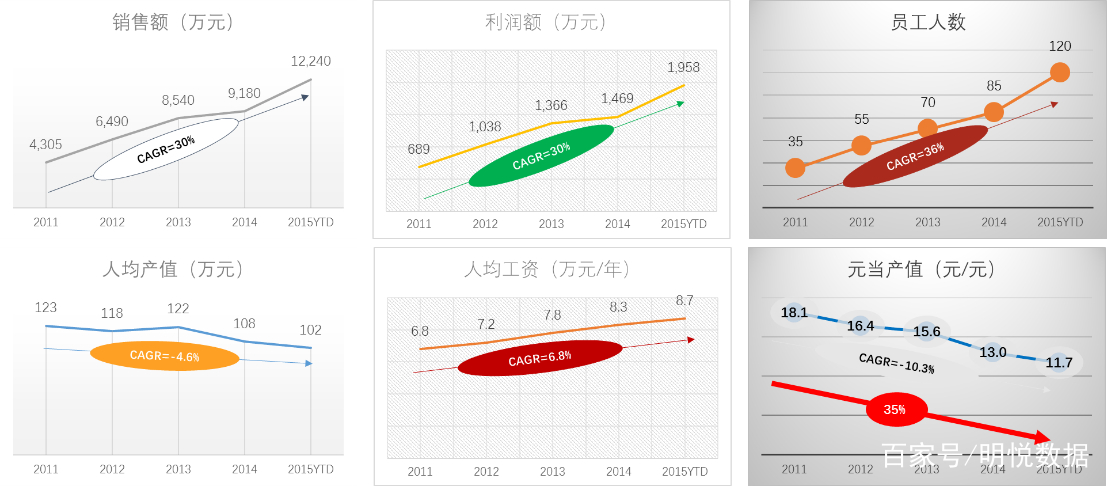 销售额（万元）
12,240
9,180
8,540
6,490
4,305
CAGR=30%
2011 2012 2013 2014 2015YTD
利润额（万元）
1,958
1,469
1,366
1,038
689
CAGR=30%
2011 2012 2013 2014 2015YTD
员工人数
120
85
70
55
35
CAGR=36%
2011 2012 2013 2014 2015YTD
人均产值（万元）
123 118 122 108 102
CAGR=-4.6%
2011 2012 2013 2014 2015YTD
人均工资（万元/年）
6.8 7.2 7.8 8.3 8.7
CAGR=6.8%
2011 2012 2013 2014 2015YTD
元当产值（元/元）
18.1 16.4 15.6 13.0 11.7
CAGR=-10.3%
35%
2011 2012 2013 2014 2015YTD
百家号/明悦数据